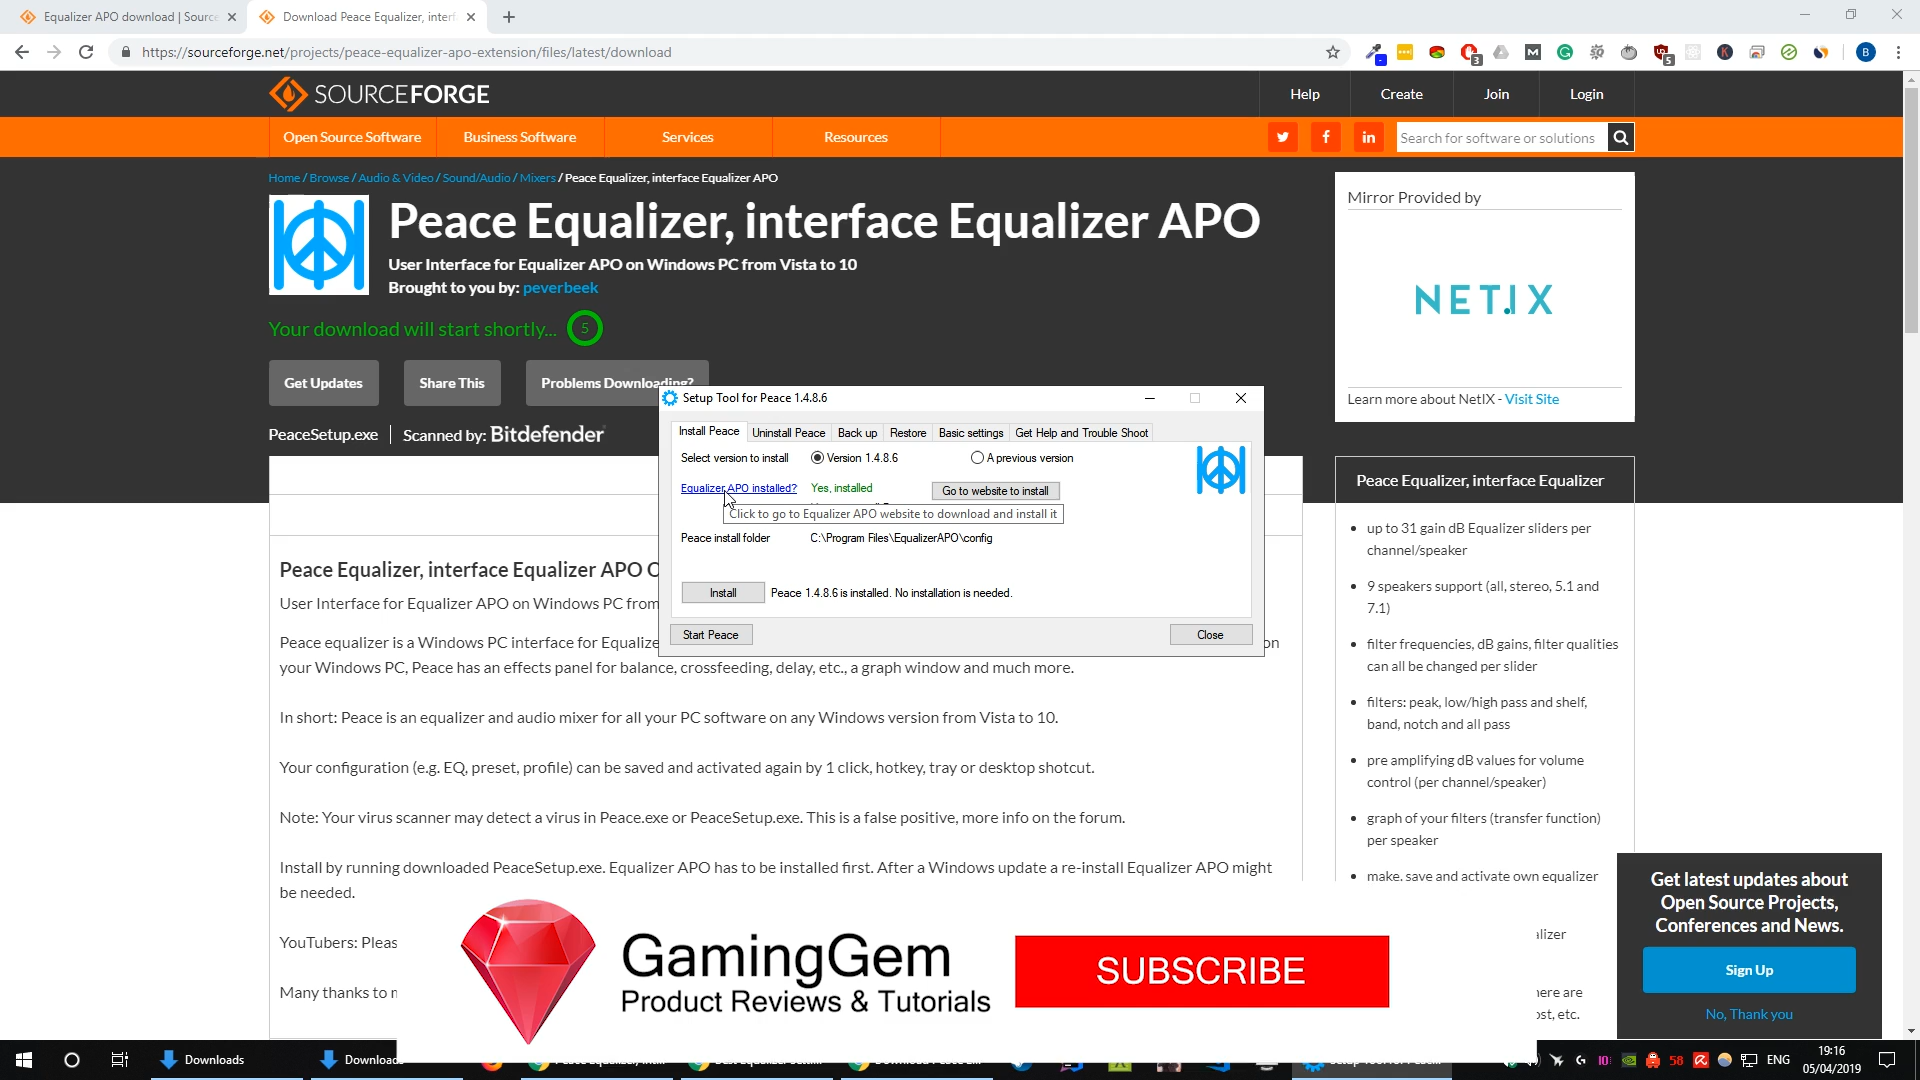 Equalizer APO download | Source
Download Peace Equalizer, interf
https://sourceforge.net/projects/peace-equalizer-apo-extension/files/latest/download
SOURCEFORGE
Help
Create
Join
Login
Open Source Software
Business Software
Services
Resources
Search for software or solutions
Home / Browse / Audio & Video / Sound/Audio / Mixers / Peace Equalizer, interface Equalizer APO
Peace Equalizer, interface Equalizer APO
User Interface for Equalizer APO on Windows PC from Vista to 10
Brought to you by: peverbeek
Your download will start shortly... 5
Get Updates
Share This
Problems Downloading?
PeaceSetup.exe
Scanned by: Bitdefender
Mirror Provided by
NETIX
Learn more about NetIX - Visit Site
Setup Tool for Peace 1.4.8.6
Install Peace
Uninstall Peace
Back up
Restore
Basic settings
Get Help and Trouble Shoot
Select version to install
Version 1.4.8.6
A previous version
Equalizer APO installed?
Yes, installed
Go to website to install
Click to go to Equalizer APO website to download and install it
Peace install folder
C:\Program Files\EqualizerAPO\config
Install
Peace 1.4.8.6 is installed. No installation is needed.
Start Peace
Close
Peace Equalizer, interface Equalizer APO C
User Interface for Equalizer APO on Windows PC from
Peace equalizer is a Windows PC interface for Equalize
on
your Windows PC, Peace has an effects panel for balance, crossfeeding, delay, etc., a graph window and much more.
In short: Peace is an equalizer and audio mixer for all your PC software on any Windows version from Vista to 10.
Your configuration (e.g. EQ, preset, profile) can be saved and activated again by 1 click, hotkey, tray or desktop shotcut.
Note: Your virus scanner may detect a virus in Peace.exe or PeaceSetup.exe. This is a false positive, more info on the forum.
Install by running downloaded PeaceSetup.exe. Equalizer APO has to be installed first. After a Windows update a re-install Equalizer APO might
be needed.
YouTubers: Pleas
Many thanks to
Peace Equalizer, interface Equalizer
up to 31 gain dB Equalizer sliders per
channel/speaker
9 speakers support (all, stereo, 5.1 and
7.1)
filter frequencies, dB gains, filter qualities
can all be changed per slider
filters: peak, low/high pass and shelf,
band, notch and all pass
pre amplifying dB values for volume
control (per channel/speaker)
graph of your filters (transfer function)
per speaker
make, save and activate own equalizer
lizer
here are
ost, etc.
Get latest updates about
Open Source Projects,
Conferences and News.
Sign Up
No, Thank you
GamingGem
Product Reviews & Tutorials
SUBSCRIBE
Downloads
Downloads
58
ENG
19:16
05/04/2019